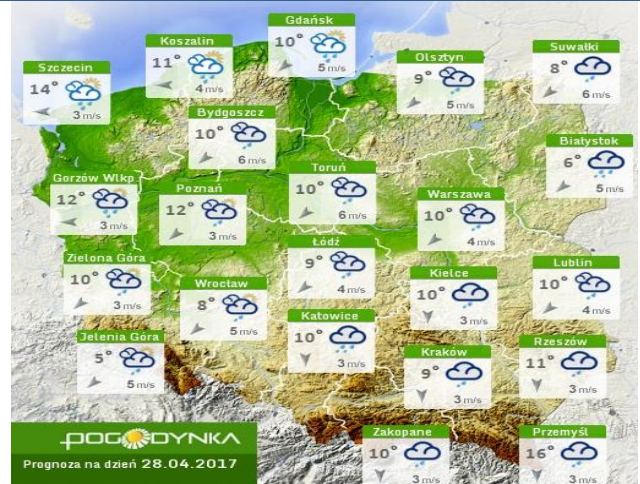 Gdańsk
10°
5 m/s
Koszalin
11°
4 m/s
Suwałki
8°
6 m/s
Olsztyn
9°
5 m/s
Szczecin
14°
3 m/s
Bydgoszcz
10°
6 m/s
Białystok
6°
5 m/s
Toruń
10°
6 m/s
Gorzów Wlkp
12°
3 m/s
Poznań
12°
3 m/s
Warszawa
10°
4 m/s
Łódź
9°
4 m/s
Zielona Góra
10°
3 m/s
Lublin
10°
4 m/s
Kielce
10°
3 m/s
Wrocław
8°
5 m/s
Katowice
10°
3 m/s
Jelenia Góra
5°
5 m/s
Rzeszów
11°
3 m/s
Kraków
9°
3 m/s
Zakopane
10°
3 m/s
Przemyśl
16°
3 m/s
POGODYNKA
Prognoza na dzień 28.04.2017